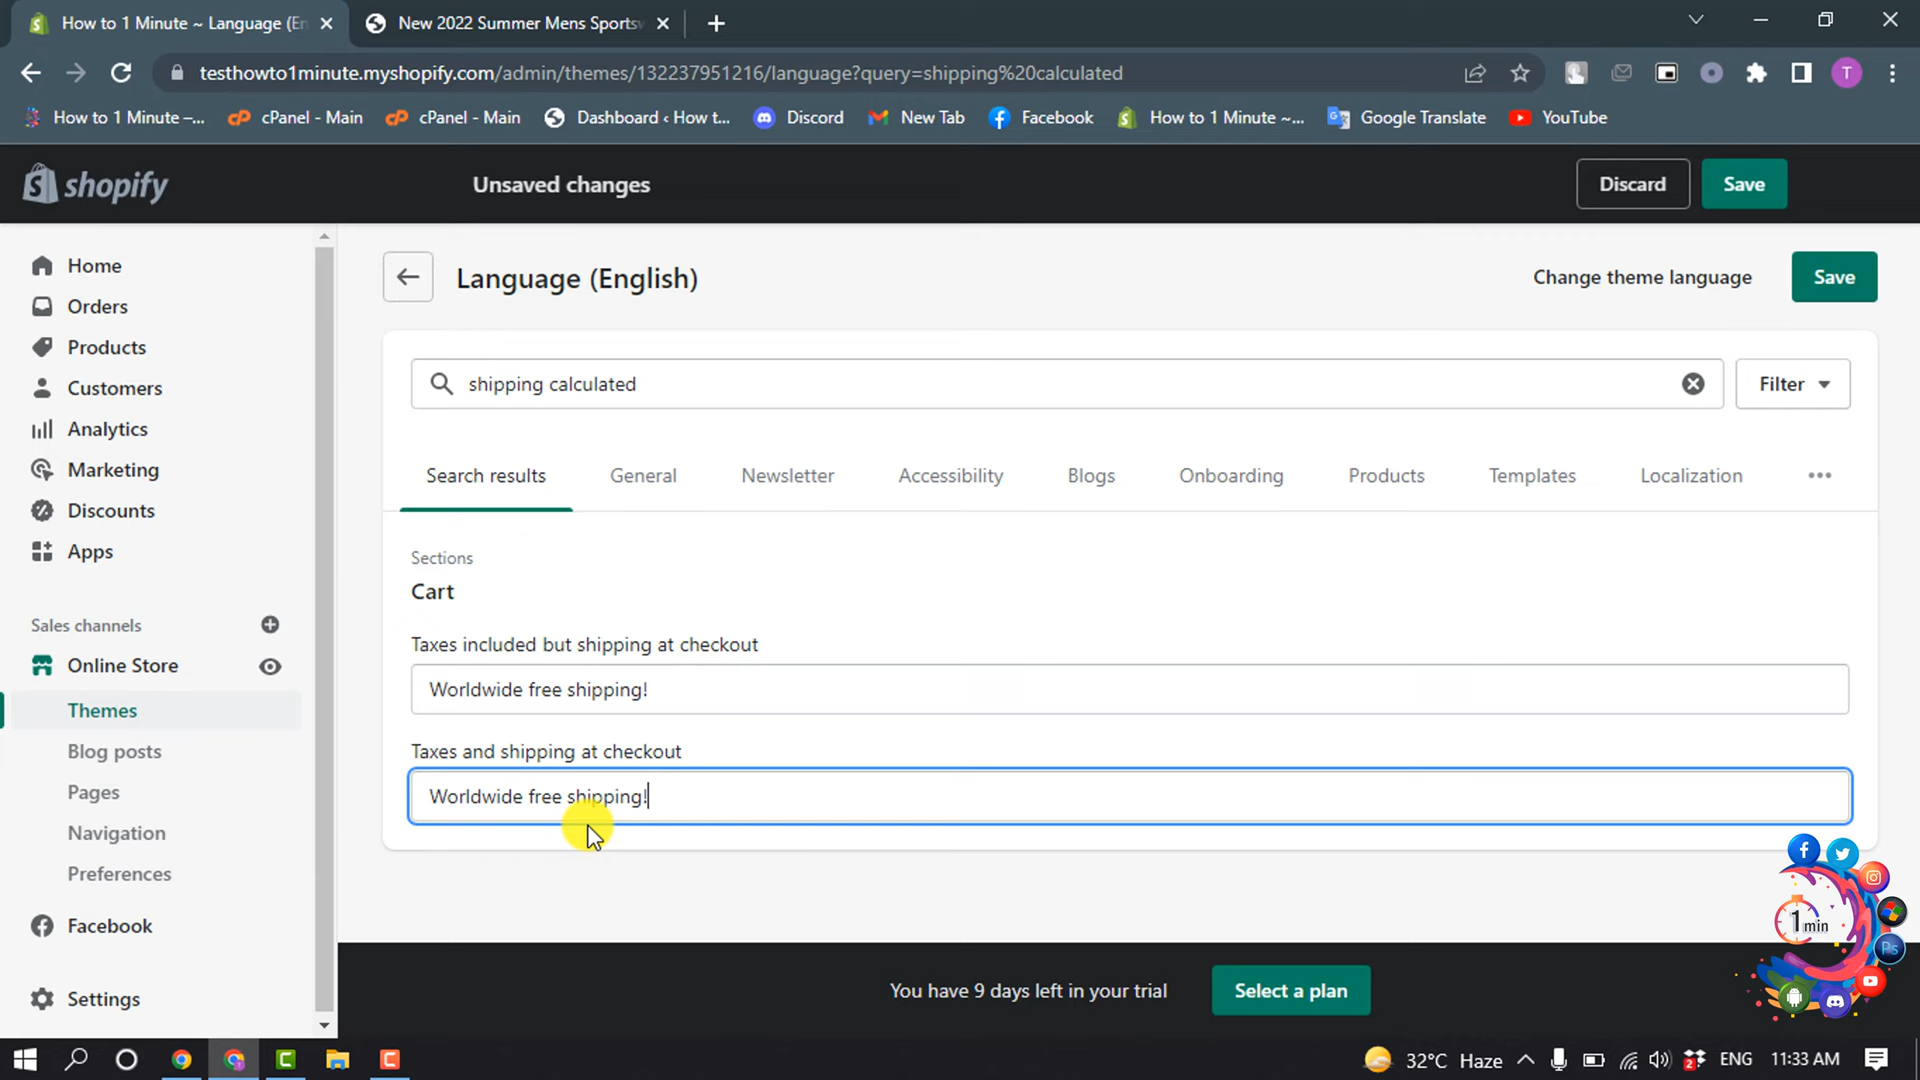 How to 1 Minute ~ Language (En
New 2022 Summer Mens Sportsw
testhowto1minute.myshopify.com/admin/themes/132237951216/language?query=shipping%20calculated
T
How to 1 Minute –...
cPanel - Main
cPanel - Main
Dashboard ‹ How t...
Discord
New Tab
Facebook
How to 1 Minute ~...
Google Translate
YouTube
shopify
Unsaved changes
Discard
Save
Home
Orders
Products
Customers
Analytics
Marketing
Discounts
Apps
Sales channels
Online Store
Themes
Blog posts
Pages
Navigation
Preferences
Facebook
Settings
Language (English)
Change theme language
Save
shipping calculated
Filter
Search results
General
Newsletter
Accessibility
Blogs
Onboarding
Products
Templates
Localization
Sections
Cart
Taxes included but shipping at checkout
Worldwide free shipping!
Taxes and shipping at checkout
Worldwide free shipping!
1 min
Ps
You have 9 days left in your trial
Select a plan
32°C Haze
2
ENG
11:33 AM